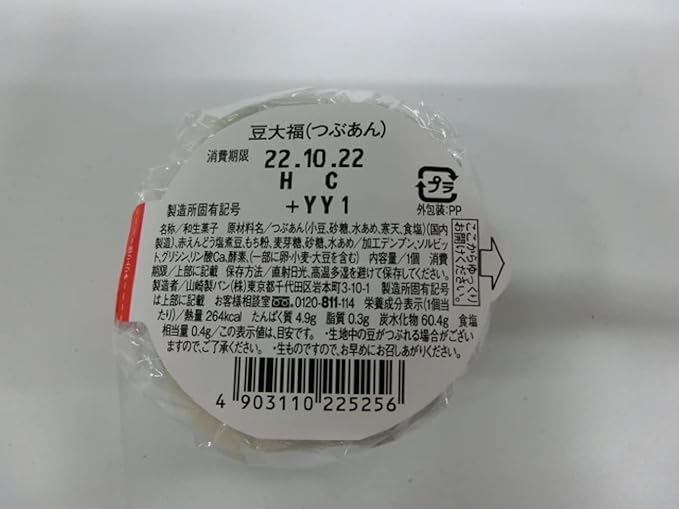 豆大福(つぶあん)
消費期限 22.10.22
H C
製造所固有記号 +YY1
プラ
外包装:PP
ここからゆっくり
お開けください。
名称/和生菓子 原材料名/つぶあん(小豆、砂糖、水あめ、寒天、食塩)(国内
製造)、赤えんどう塩煮豆、もち粉、麦芽糖、砂糖、水あめ/加工デンプン、ソルビッ
ト、グリシン、リン酸Ca、酵素、(一部に卵・小麦・大豆を含む) 内容量/1個 消費
期限/上部に記載 保存方法/直射日光、高温多湿を避けて保存してください。
製造者/山崎製パン(株)東京都千代田区岩本町3-10-1 製造所固有記号
は上部に記載 お客様相談室 0120-811-114 栄養成分表示(1個当
たり)/熱量 264kcal たんぱく質 4.9g 脂質 0.3g 炭水化物 60.4g 食塩
相当量 0.4g/この表示値は、目安です。 ・生地中の豆がつぶれる場合がござい
ますので、ご了承ください。 ・生ものですので、お早めにお召しあがりください。
4 903110 225256